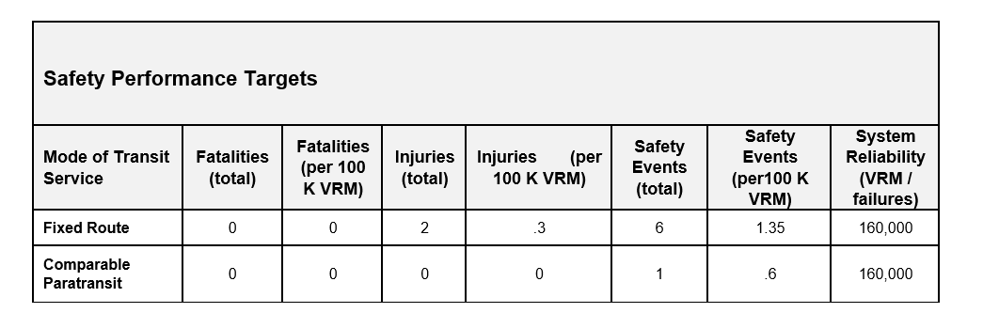 Safety Performance Targets
Mode of Transit Service Fatalities (total) Fatalities (per 100 K VRM) Injuries (total) Injuries (per 100 K VRM) Safety Events (total) Safety Events (per100 K VRM) System Reliability (VRM / failures)
Fixed Route 0 0 2 .3 6 1.35 160,000
Comparable Paratransit 0 0 0 0 1 .6 160,000